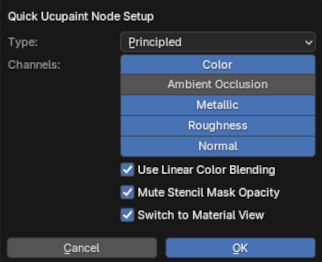 Quick Ucupaint Node Setup
Type: Principled
Channels: Color
Ambient Occlusion
Metallic
Roughness
Normal
Use Linear Color Blending
Mute Stencil Mask Opacity
Switch to Material View
Cancel OK